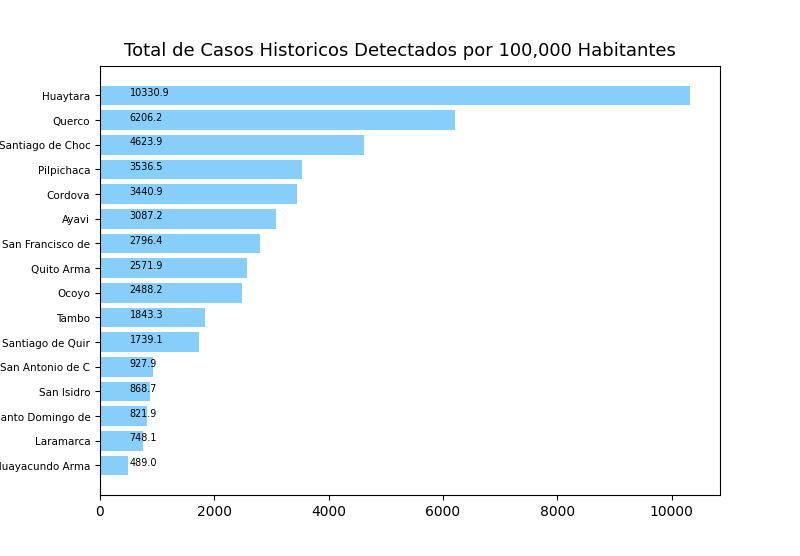 Total de Casos Historicos Detectados por 100,000 Habitantes
Huaytara 10330.9
Querco 6206.2
Santiago de Choc 4623.9
Pilpichaca 3536.5
Cordova 3440.9
Ayavi 3087.2
San Francisco de 2796.4
Quito Arma 2571.9
Ocoyo 2488.2
Tambo 1843.3
Santiago de Quir 1739.1
San Antonio de C 927.9
San Isidro 868.7
anto Domingo de 821.9
Laramarca 748.1
uayacundo Arma 489.0
0 2000 4000 6000 8000 10000